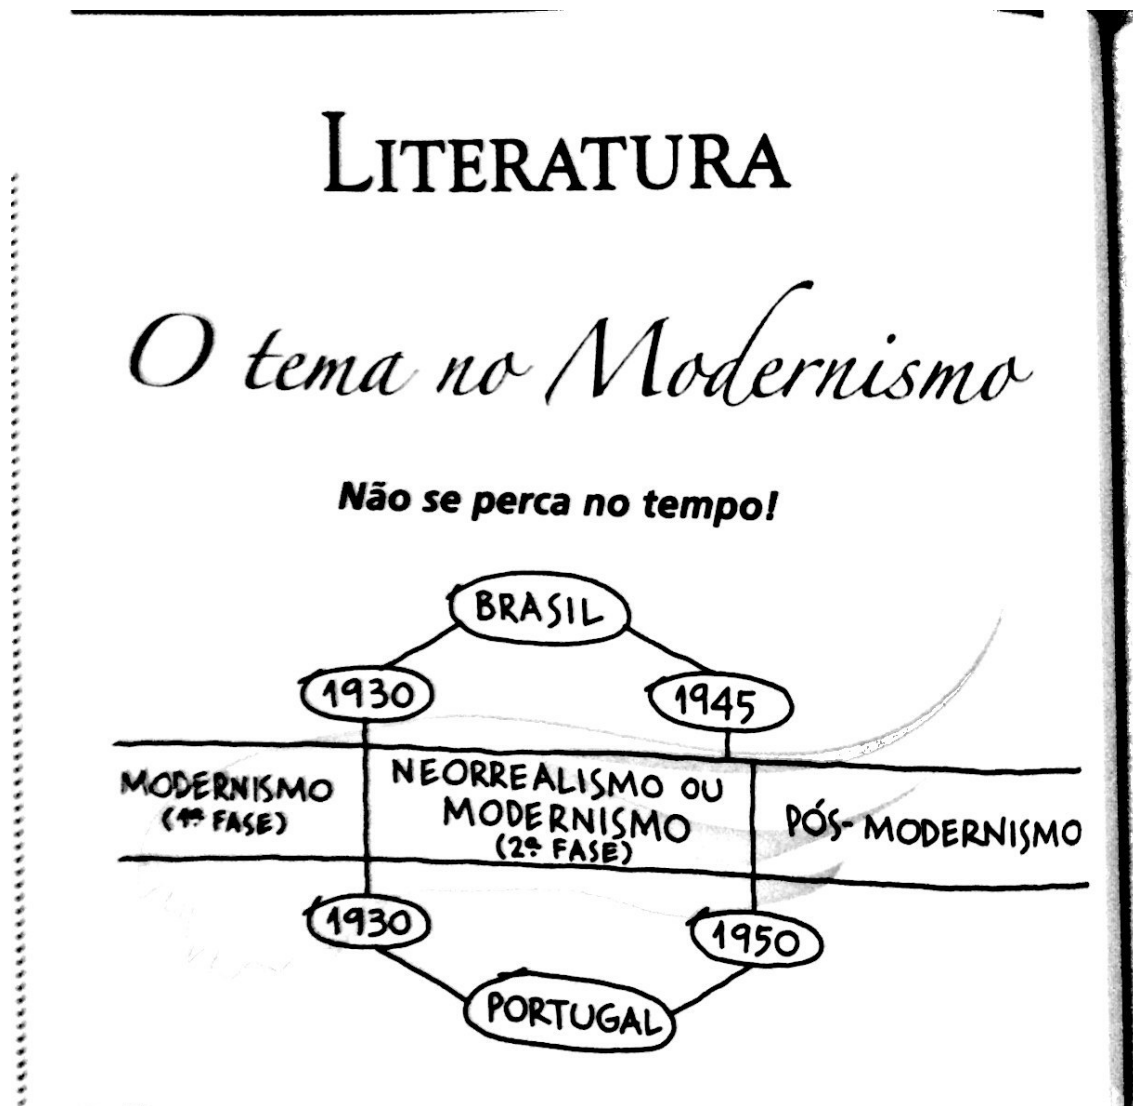 LITERATURA
O tema no Modernismo
Não se perca no tempo!
BRASIL
1930
1945
MODERNISMO
(1ª FASE)
NEORREALISMO OU
MODERNISMO
(2ª FASE)
PÓS-MODERNISMO
1930
1950
PORTUGAL